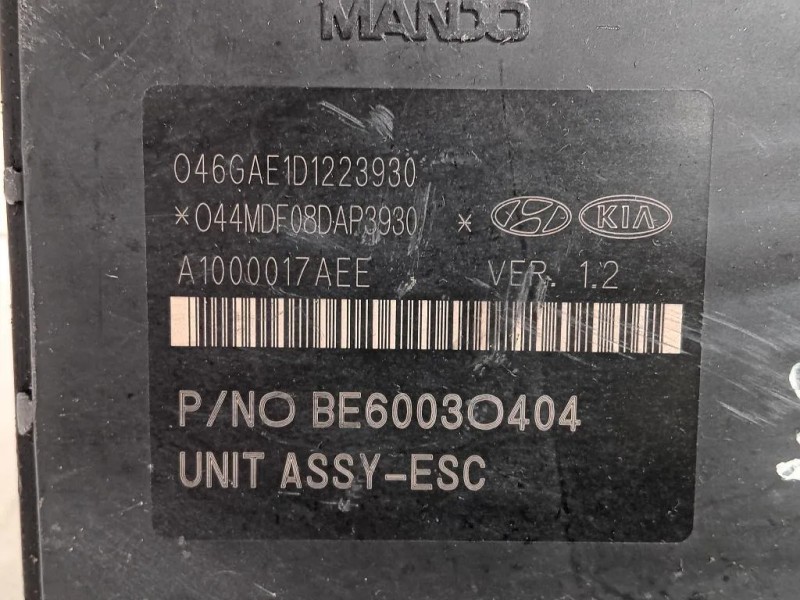 MANDO
046GAE1D1223930
*044MDF08DAP3930 * KIA
A1000017AEE VER. 1.2
P/NO BE60030404
UNIT ASSY-ESC